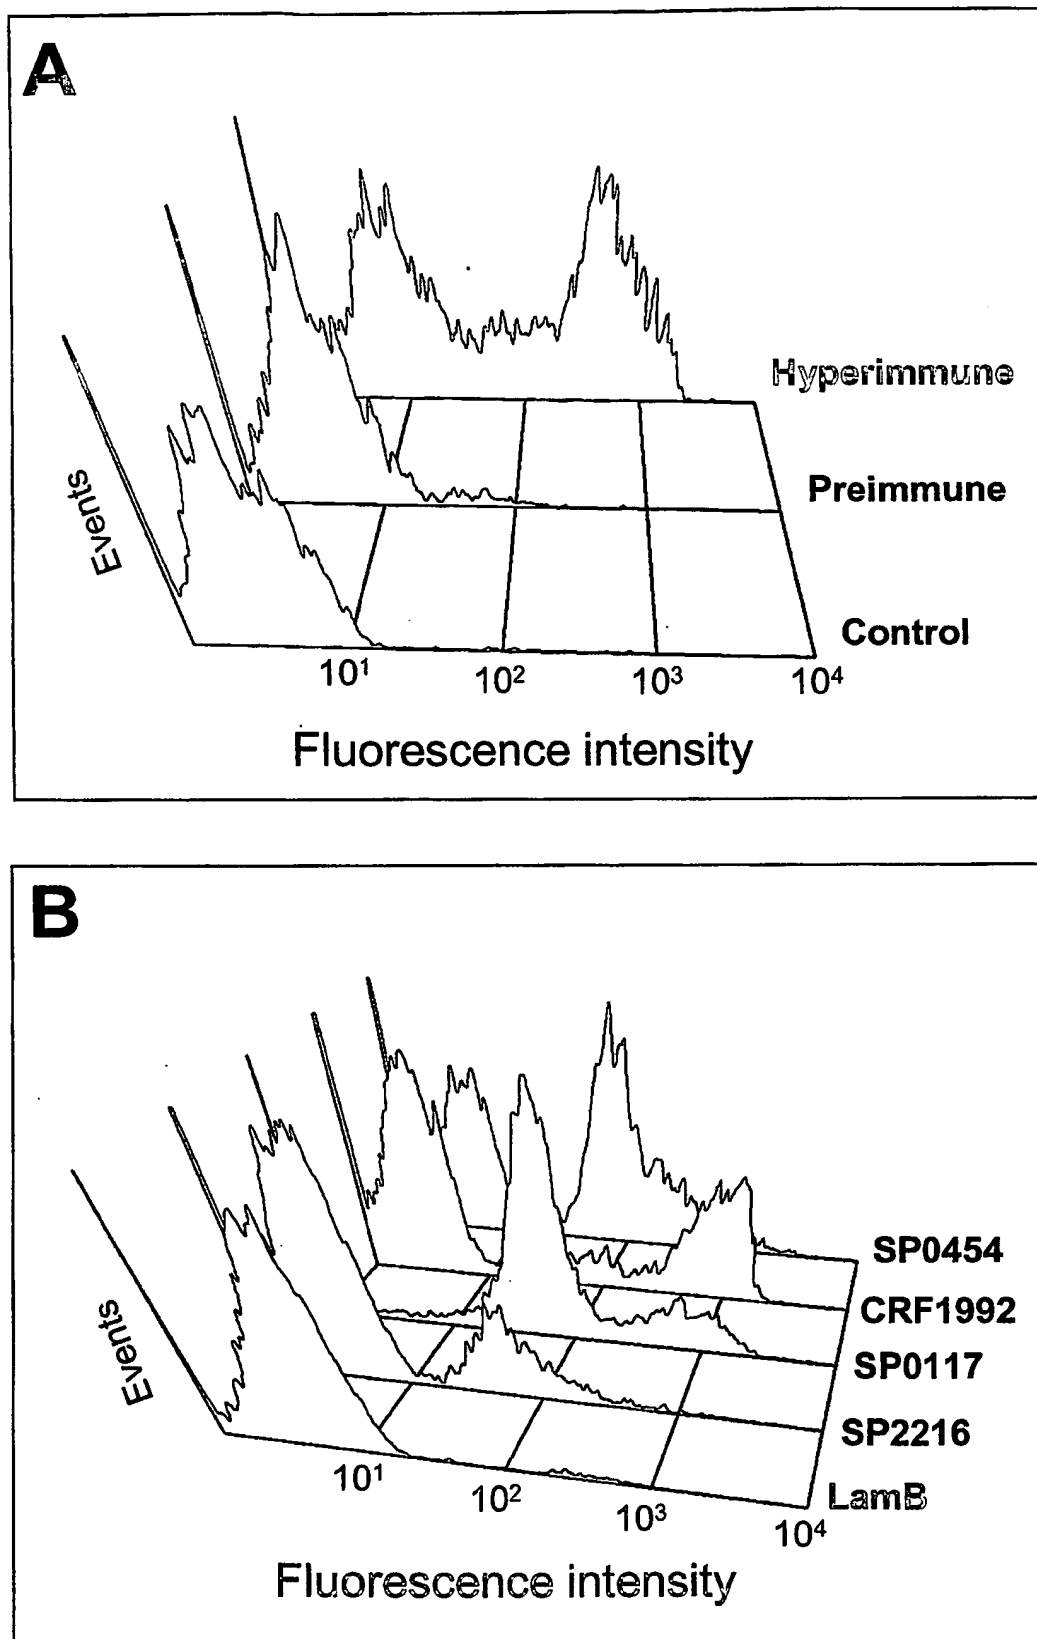 A
Hyperimmune
Preimmune
Control
Events
10¹ 10² 10³ 10⁴
Fluorescence intensity
B
SP0454
CRF1992
SP0117
SP2216
LamB
Events
10¹ 10² 10³ 10⁴
Fluorescence intensity